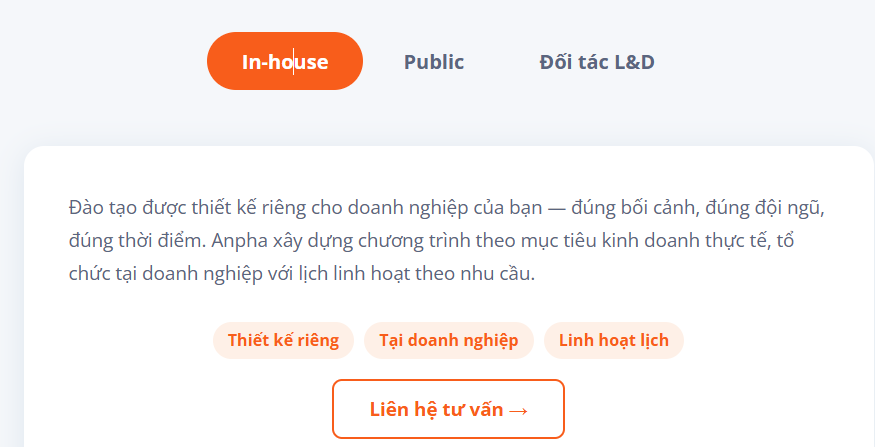 In-house
Public
Đối tác L&D
Đào tạo được thiết kế riêng cho doanh nghiệp của bạn — đúng bối cảnh, đúng đội ngũ,
đúng thời điểm. Anpha xây dựng chương trình theo mục tiêu kinh doanh thực tế, tổ
chức tại doanh nghiệp với lịch linh hoạt theo nhu cầu.
Thiết kế riêng
Tại doanh nghiệp
Linh hoạt lịch
Liên hệ tư vấn →